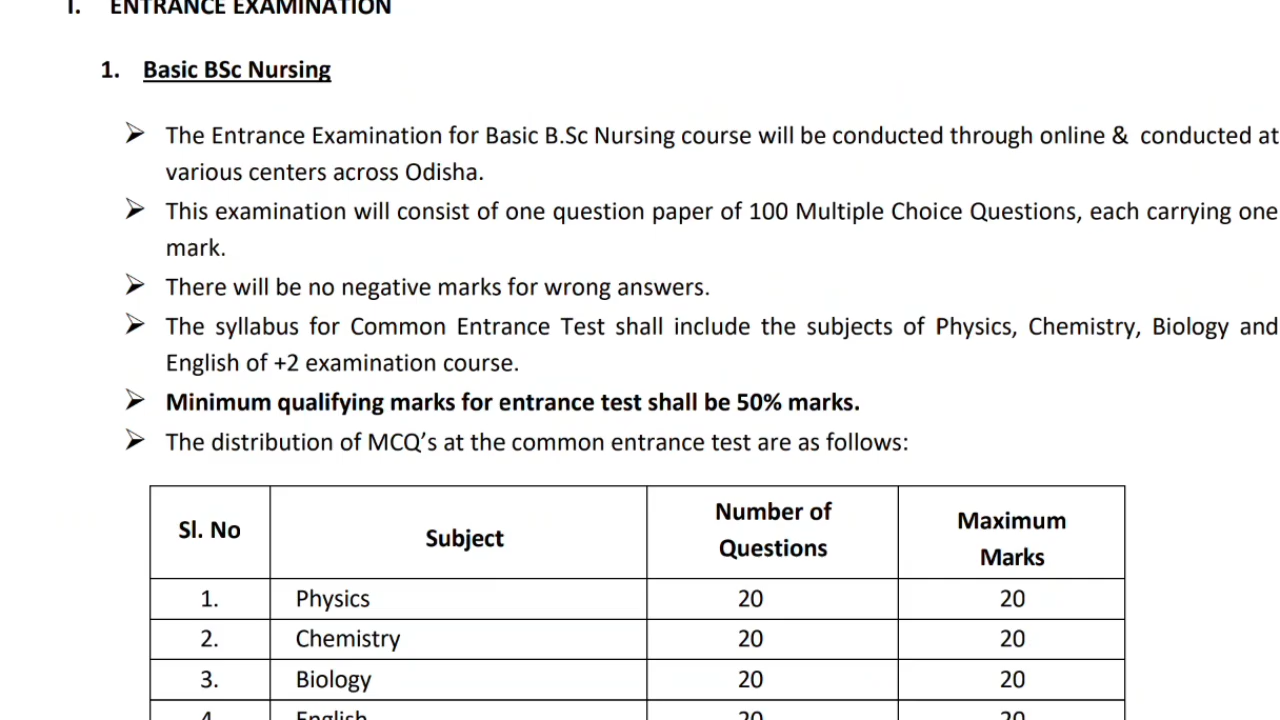 I. ENTRANCE EXAMINATION
1. Basic BSc Nursing
➢ The Entrance Examination for Basic B.Sc Nursing course will be conducted through online & conducted at
various centers across Odisha.
➢ This examination will consist of one question paper of 100 Multiple Choice Questions, each carrying one
mark.
➢ There will be no negative marks for wrong answers.
➢ The syllabus for Common Entrance Test shall include the subjects of Physics, Chemistry, Biology and
English of +2 examination course.
➢ Minimum qualifying marks for entrance test shall be 50% marks.
➢ The distribution of MCQ’s at the common entrance test are as follows:
Sl. No Subject Number of Questions Maximum Marks
1. Physics 20 20
2. Chemistry 20 20
3. Biology 20 20
4. English 20 20